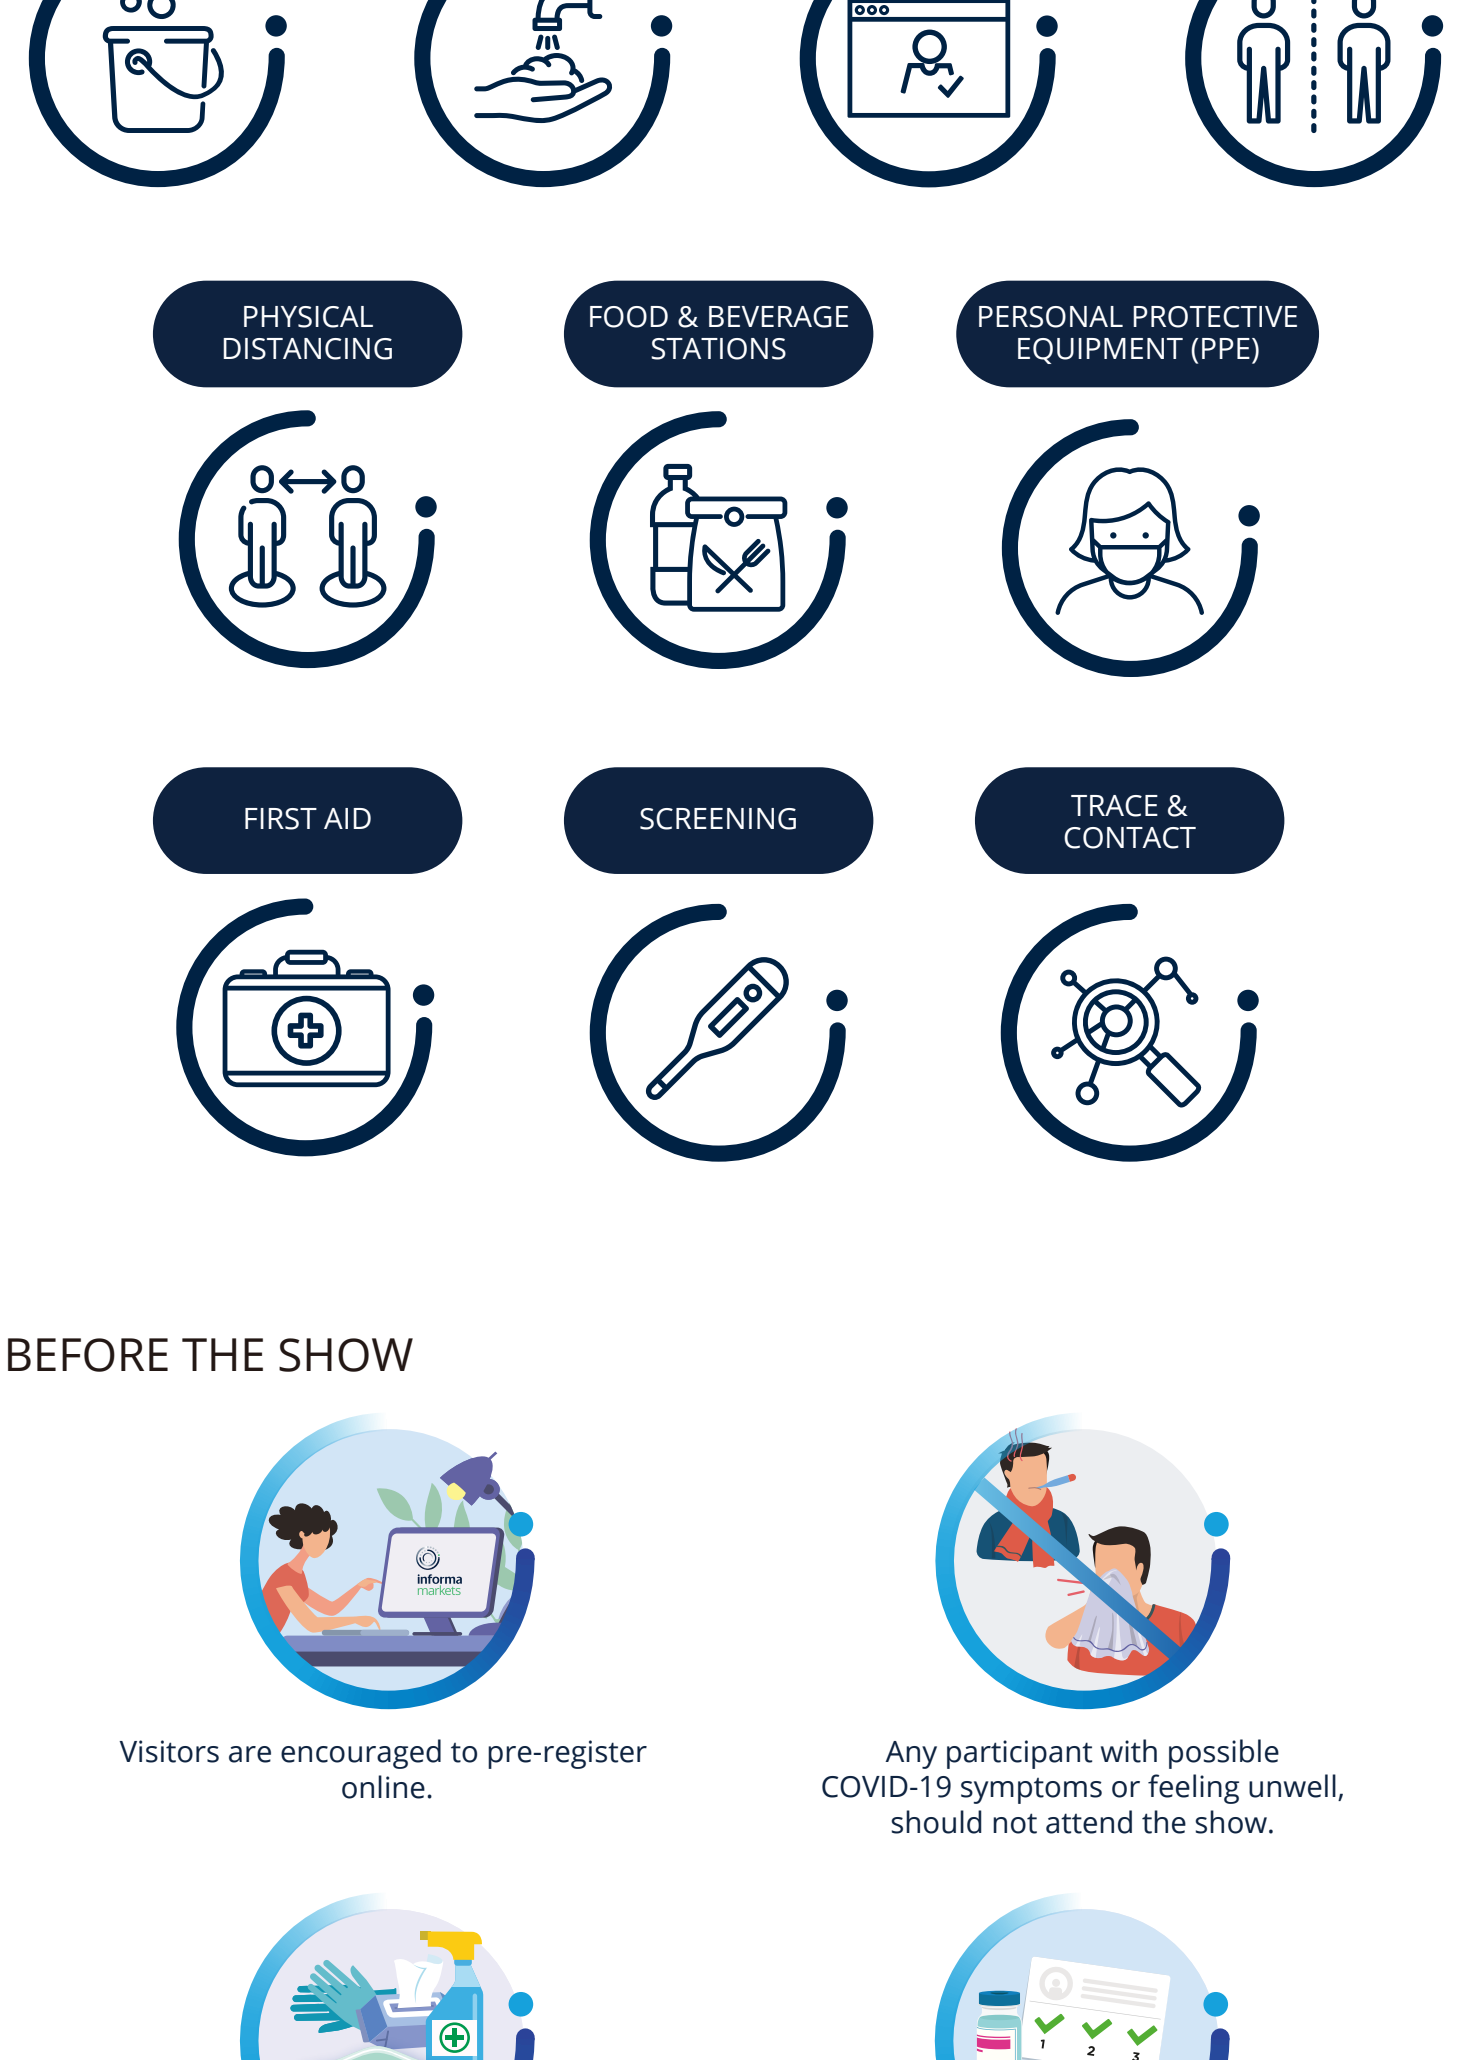 PHYSICAL
DISTANCING
FOOD & BEVERAGE
STATIONS
PERSONAL PROTECTIVE
EQUIPMENT (PPE)
FIRST AID
SCREENING
TRACE &
CONTACT
BEFORE THE SHOW
informa
markets
Visitors are encouraged to pre-register
online.
Any participant with possible
COVID-19 symptoms or feeling unwell,
should not attend the show.
1 2 3